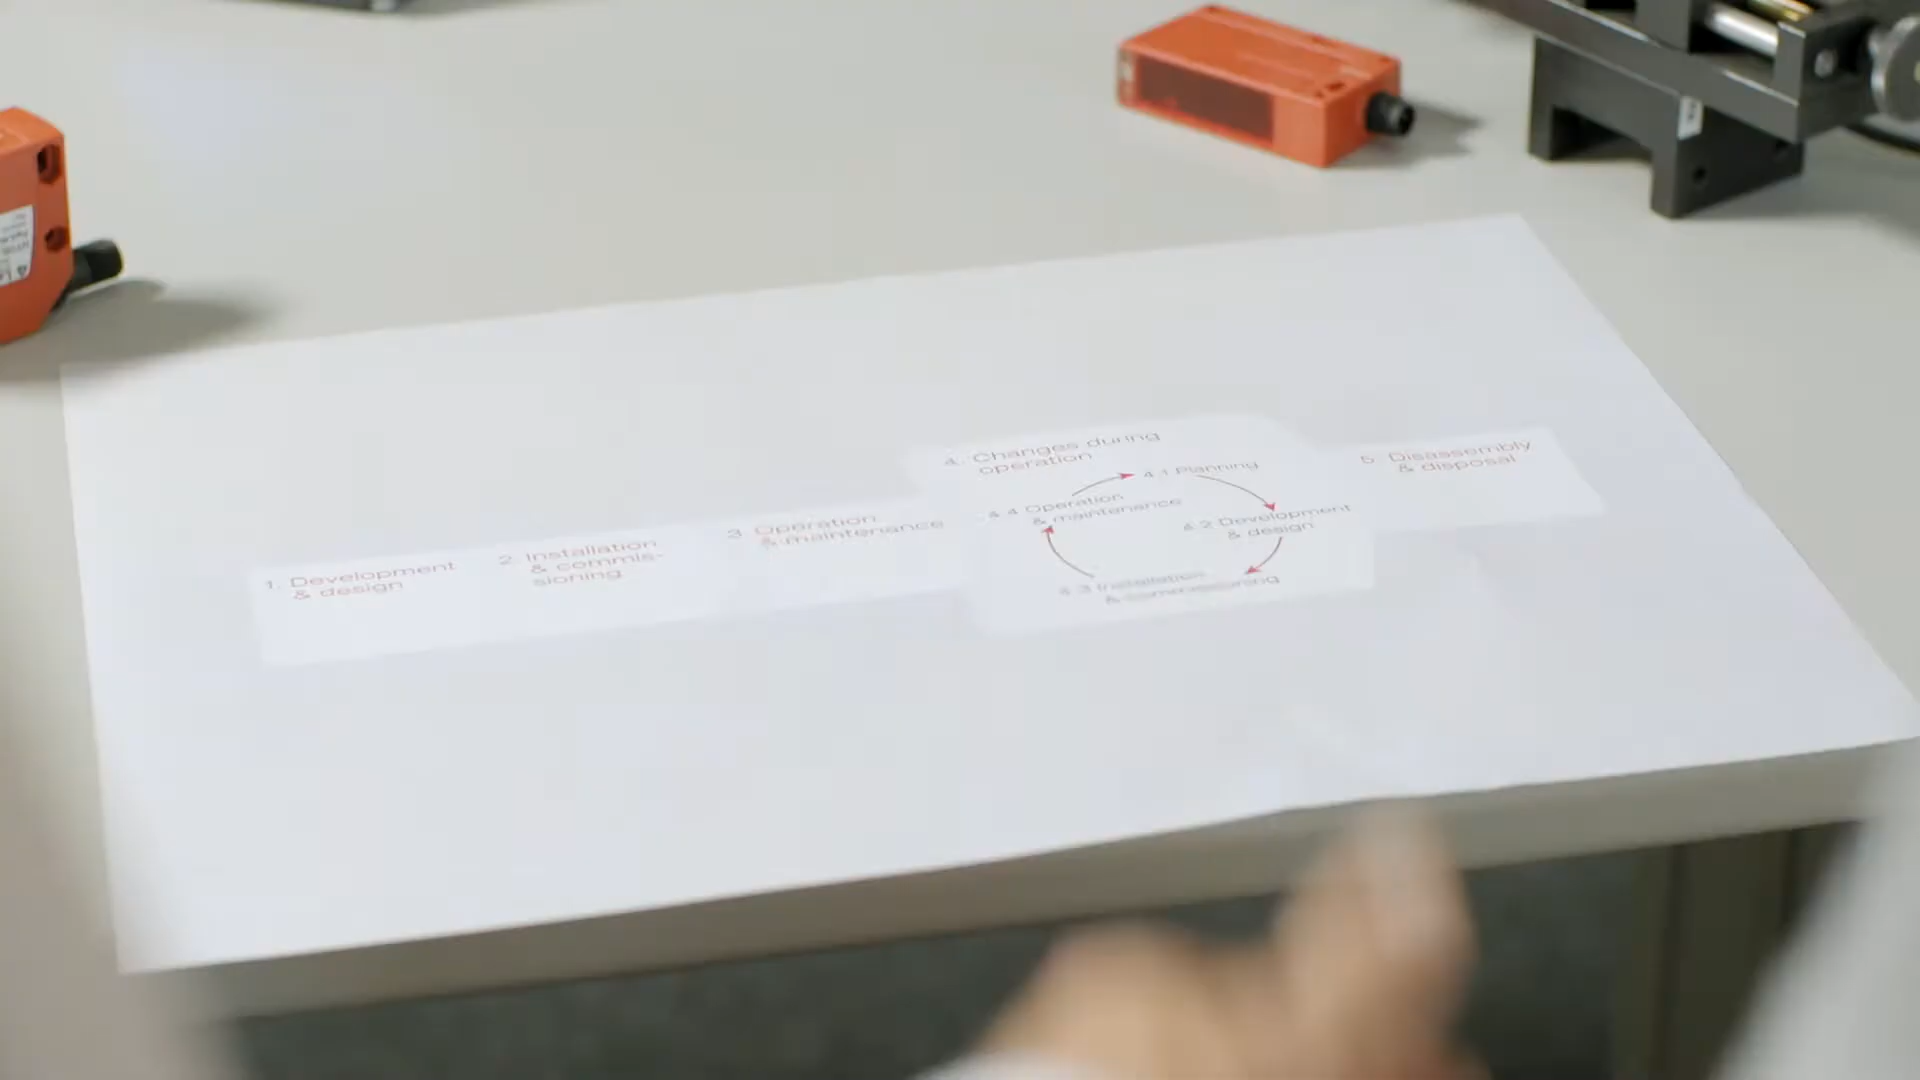 1. Development
& design
2. Installation
& commis-
sioning
3. Operation
& maintenance
4. Changes during
operation
4.1 Planning
4.2 Development
& design
4.3 Installation
& commissioning
4.4 Operation
& maintenance
5. Disassembly
& disposal